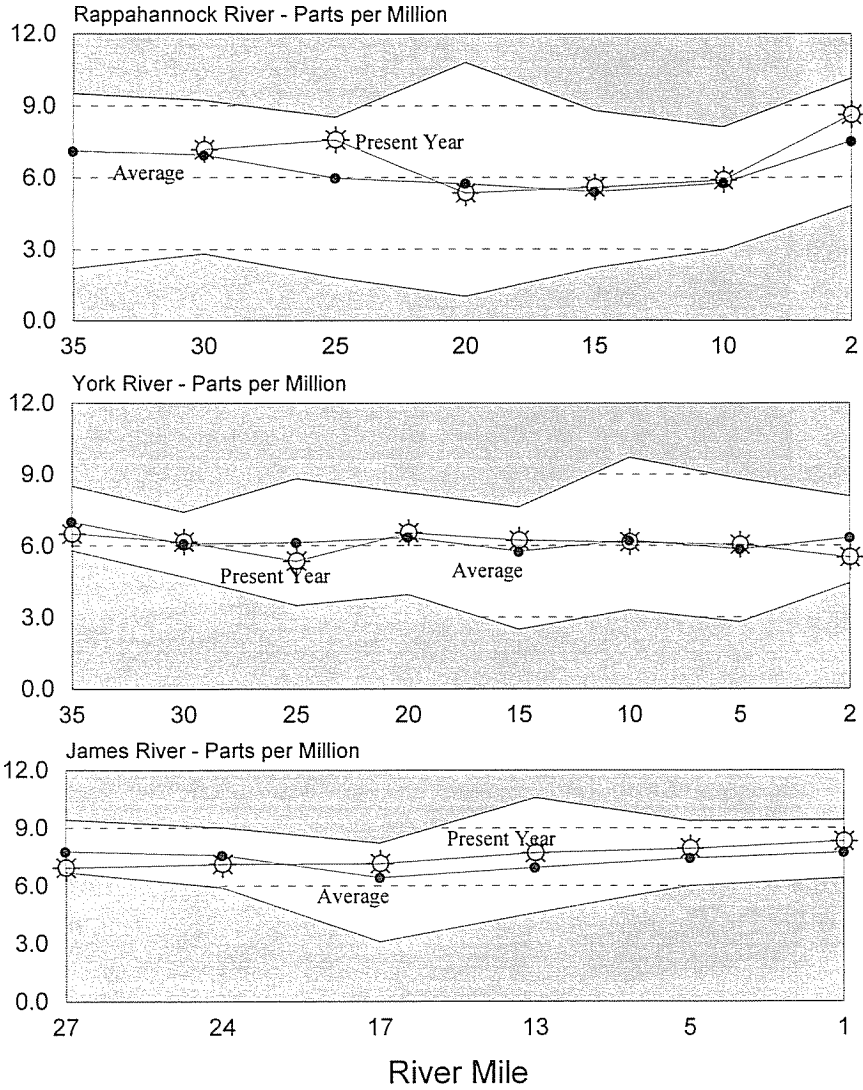 Rappahannock River - Parts per Million
12.0
9.0
Present Year
Average
6.0
3.0
0.0
35 30 25 20 15 10 2
York River - Parts per Million
12.0
9.0
6.0
Present Year Average
3.0
0.0
35 30 25 20 15 10 5 2
James River - Parts per Million
12.0
9.0
Present Year
6.0
Average
3.0
0.0
27 24 17 13 5 1
River Mile